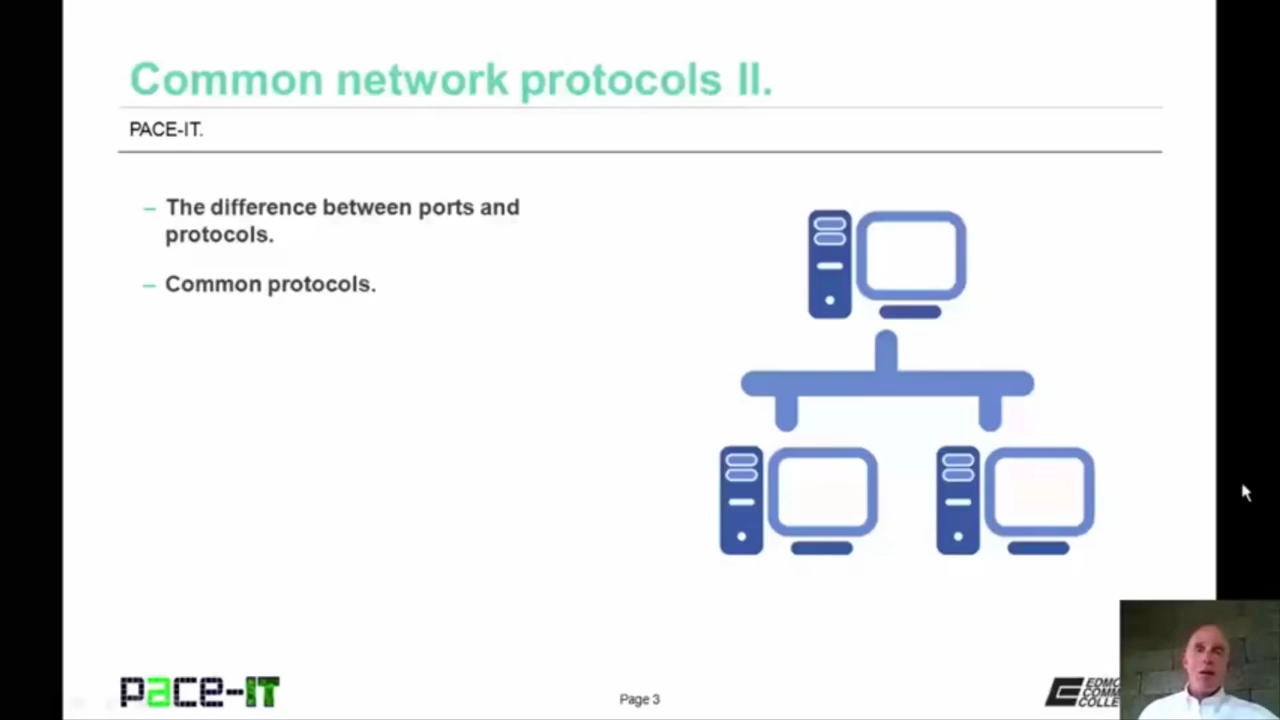 Common network protocols II.
PACE-IT.
– The difference between ports and
protocols.
– Common protocols.
pace-IT
Page 3